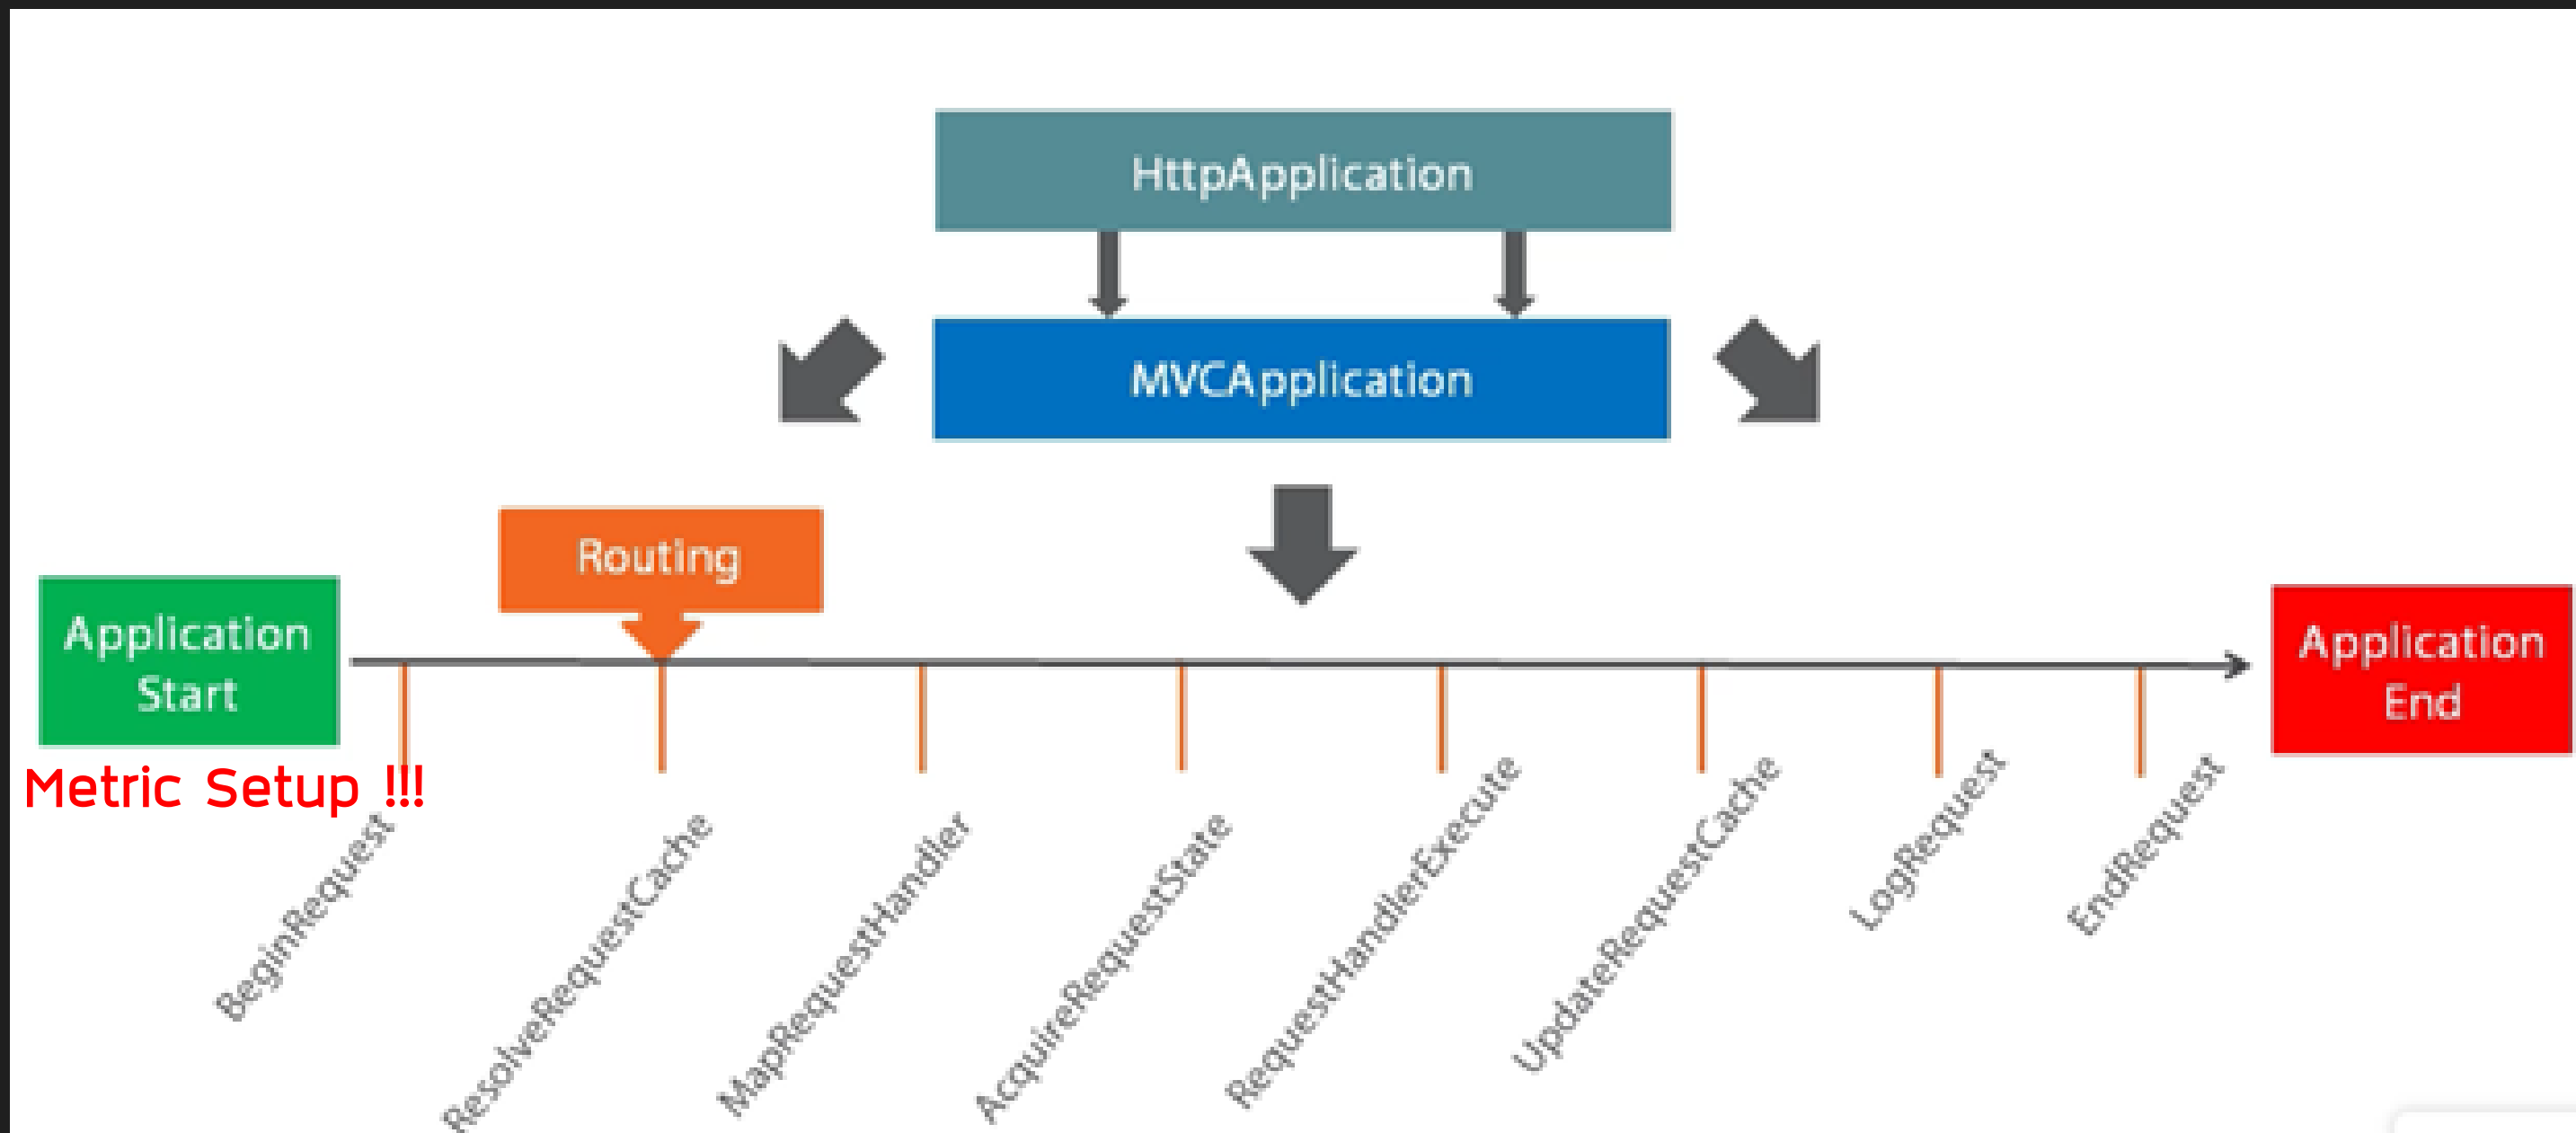 HttpApplication
MVCApplication
Routing
Application
Start
Application
End
Metric Setup !!!
BeginRequest
ResolveRequestCache
MapRequestHandler
AcquireRequestState
RequestHandlerExecute
UpdateRequestCache
LogRequest
EndRequest